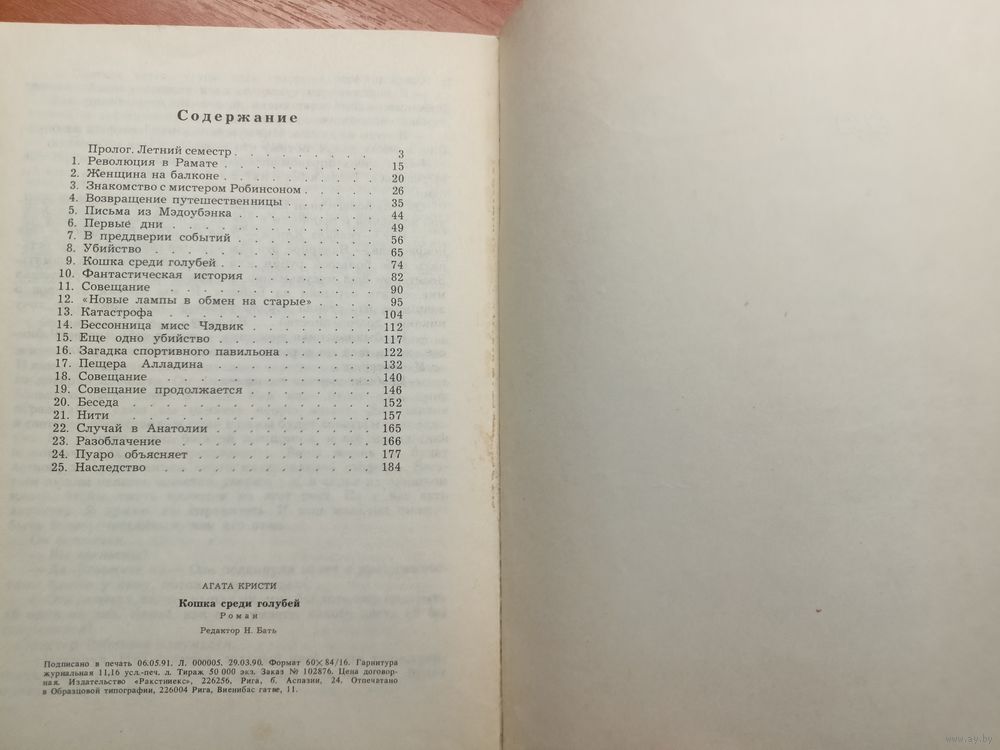 Содержание
Пролог. Летний семестр . . . . . . . . 3
1. Революция в Рамате . . . . . . . . 15
2. Женщина на балконе . . . . . . . . 20
3. Знакомство с мистером Робинсоном . . . . 26
4. Возвращение путешественницы . . . . . 35
5. Письма из Мэдоубэнка . . . . . . . . 44
6. Первые дни . . . . . . . . . . . 49
7. В преддверии событий . . . . . . . . 56
8. Убийство . . . . . . . . . . . . 65
9. Кошка среди голубей . . . . . . . . 74
10. Фантастическая история . . . . . . . 82
11. Совещание . . . . . . . . . . . 90
12. «Новые лампы в обмен на старые» . . . . 95
13. Катастрофа . . . . . . . . . . . 104
14. Бессонница мисс Чэдвик . . . . . . . 112
15. Еще одно убийство . . . . . . . . . 117
16. Загадка спортивного павильона . . . . . 122
17. Пещера Алладина . . . . . . . . . 132
18. Совещание . . . . . . . . . . . 140
19. Совещание продолжается . . . . . . . 146
20. Беседа . . . . . . . . . . . . . 152
21. Нити . . . . . . . . . . . . . 157
22. Случай в Анатолии . . . . . . . . . 165
23. Разоблачение . . . . . . . . . . 166
24. Пуаро объясняет . . . . . . . . . . 177
25. Наследство . . . . . . . . . . . 184
АГАТА КРИСТИ
Кошка среди голубей
Роман
Редактор Н. Бать
Подписано в печать 06.05.91. Л. 000005. 29.03.90. Формат 60×84/16. Гарнитура
журнальная 11,16 усл.-печ. л. Тираж 50 000 экз. Заказ № 102876. Цена договор-
ная. Издательство «Ракстниекс», 226256, Рига, б. Аспазии, 24. Отпечатано
в Образцовой типографии, 226004 Рига, Виенибас гатве, 11.
www.ay.by